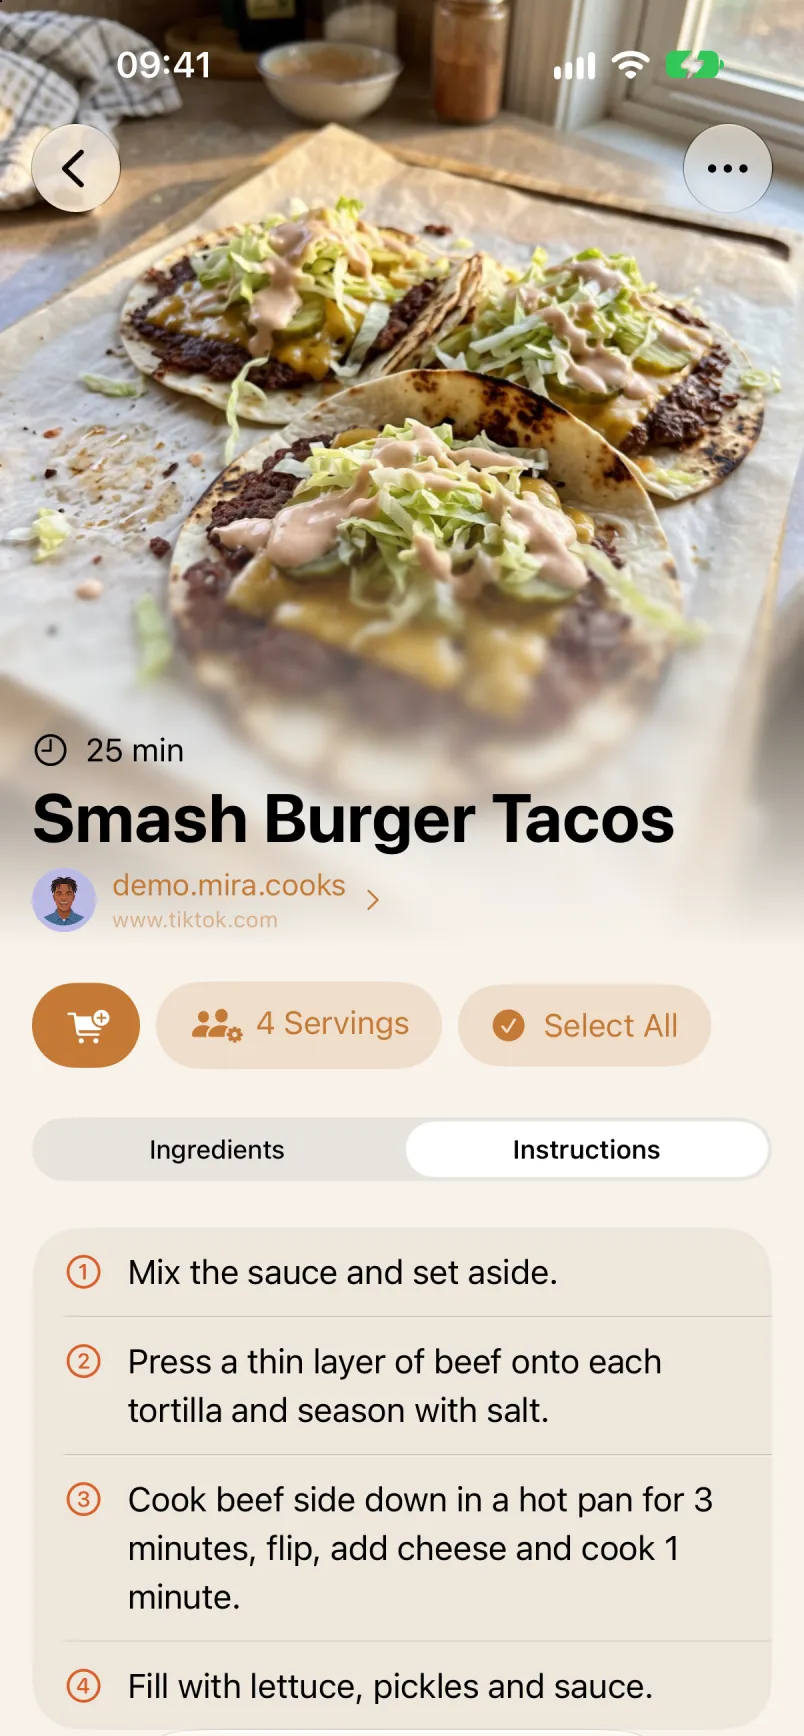 09:41
25 min
Smash Burger Tacos
demo.mira.cooks
www.tiktok.com
4 Servings
Select All
Ingredients
Instructions
1 Mix the sauce and set aside.
2 Press a thin layer of beef onto each
tortilla and season with salt.
3 Cook beef side down in a hot pan for 3
minutes, flip, add cheese and cook 1
minute.
4 Fill with lettuce, pickles and sauce.